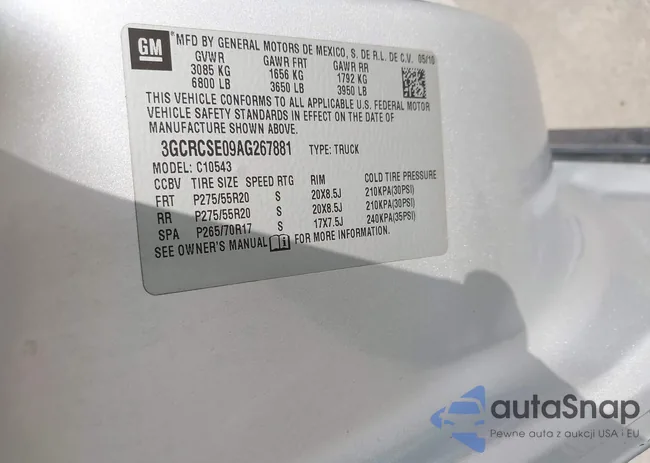 GM MFD BY GENERAL MOTORS DE MEXICO, S. DE R.L. DE C.V. 05/10
GVWR GAWR FRT GAWR RR
3085 KG 1656 KG 1792 KG
6800 LB 3650 LB 3950 LB
THIS VEHICLE CONFORMS TO ALL APPLICABLE U.S. FEDERAL MOTOR
VEHICLE SAFETY STANDARDS IN EFFECT ON THE DATE OF
MANUFACTURE SHOWN ABOVE.
3GCRCSE09AG267881 TYPE: TRUCK
MODEL: C10543
CCBV TIRE SIZE SPEED RTG RIM COLD TIRE PRESSURE
FRT P275/55R20 S 20X8.5J 210KPA(30PSI)
RR P275/55R20 S 20X8.5J 210KPA(30PSI)
SPA P265/70R17 S 17X7.5J 240KPA(35PSI)
SEE OWNER'S MANUAL FOR MORE INFORMATION.
autaSnap
Pewne auta z aukcji USA i EU